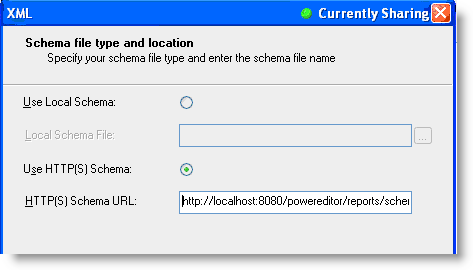 XML
Currently Sharing
Schema file type and location
Specify your schema file type and enter the schema file name
Use Local Schema:
Local Schema File:
...
Use HTTP(S) Schema:
HTTP(S) Schema URL:
http://localhost:8080/powereditor/reports/schen